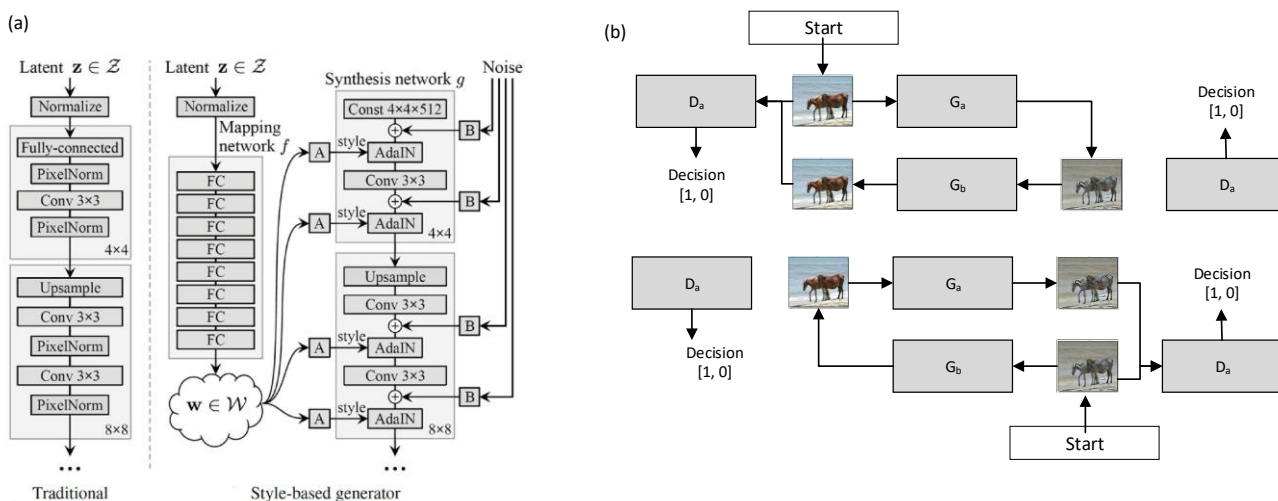 (a)
Latent z ∈ Z
Normalize
Fully-connected
PixelNorm
Conv 3×3
PixelNorm
4×4
Upsample
Conv 3×3
PixelNorm
Conv 3×3
PixelNorm
8×8
...
Traditional
Latent z ∈ Z
Normalize
Mapping
network f
FC
FC
FC
FC
FC
FC
FC
FC
w ∈ W
A
style
A
style
A
style
A
style
Synthesis network g
Noise
Const 4×4×512
B
AdaIN
Conv 3×3
B
AdaIN
4×4
Upsample
Conv 3×3
B
AdaIN
Conv 3×3
B
AdaIN
8×8
...
Style-based generator
(b)
Start
Da
Ga
Decision
[1, 0]
Decision
[1, 0]
Gb
Da
Da
Ga
Decision
[1, 0]
Decision
[1, 0]
Gb
Da
Start